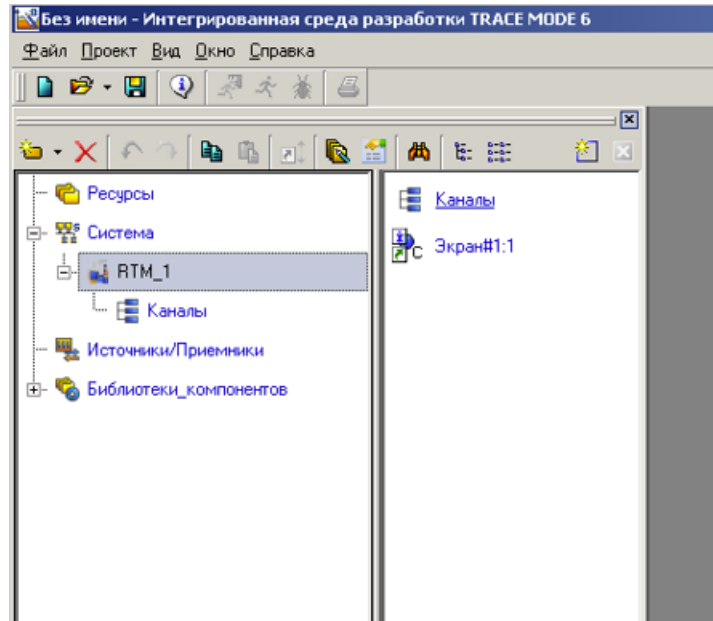 Без имени - Интегрированная среда разработки TRACE MODE 6
Файл Проект Вид Окно Справка
Ресурсы
Система
RTM_1
Каналы
Источники/Приемники
Библиотеки_компонентов
Каналы
Экран#1:1